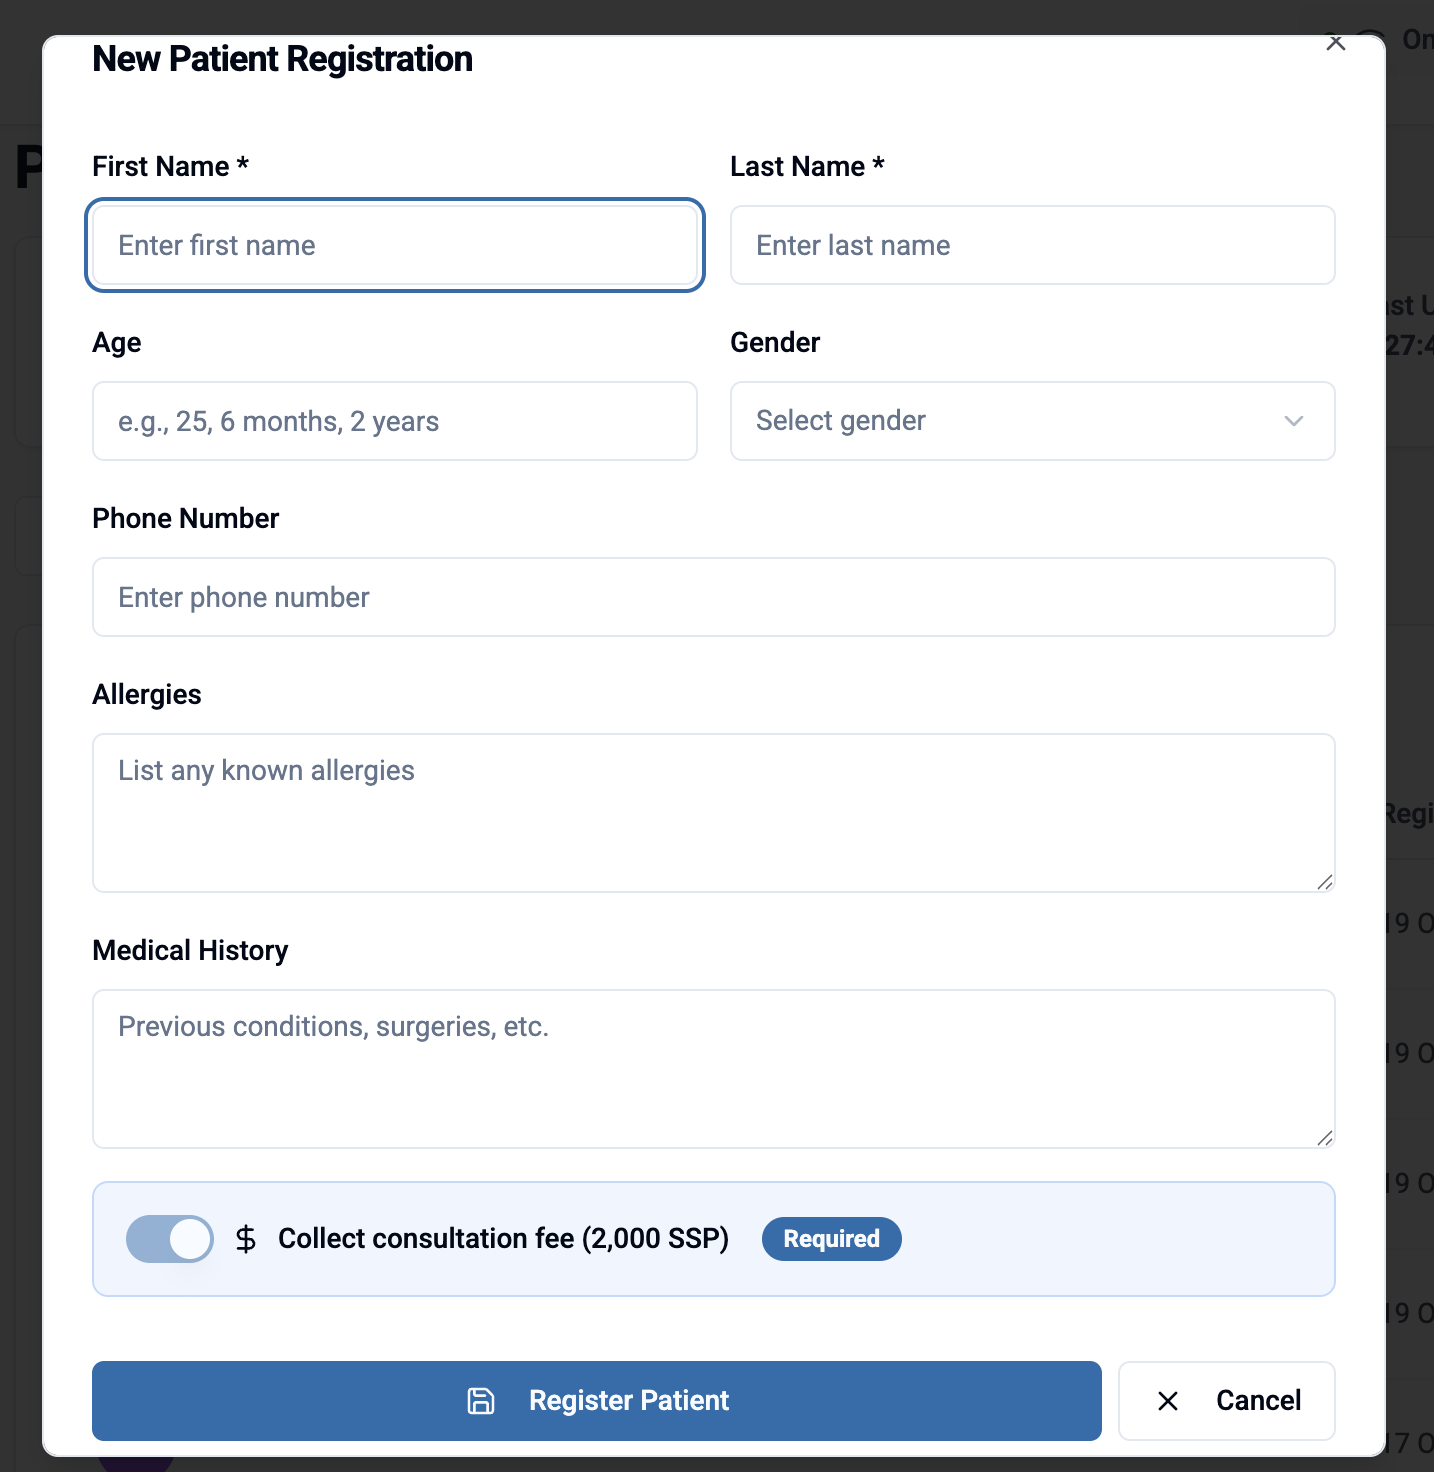 New Patient Registration
First Name *
Last Name *
Enter first name
Enter last name
Age
Gender
e.g., 25, 6 months, 2 years
Select gender
Phone Number
Enter phone number
Allergies
List any known allergies
Medical History
Previous conditions, surgeries, etc.
$ Collect consultation fee (2,000 SSP) Required
Register Patient
Cancel